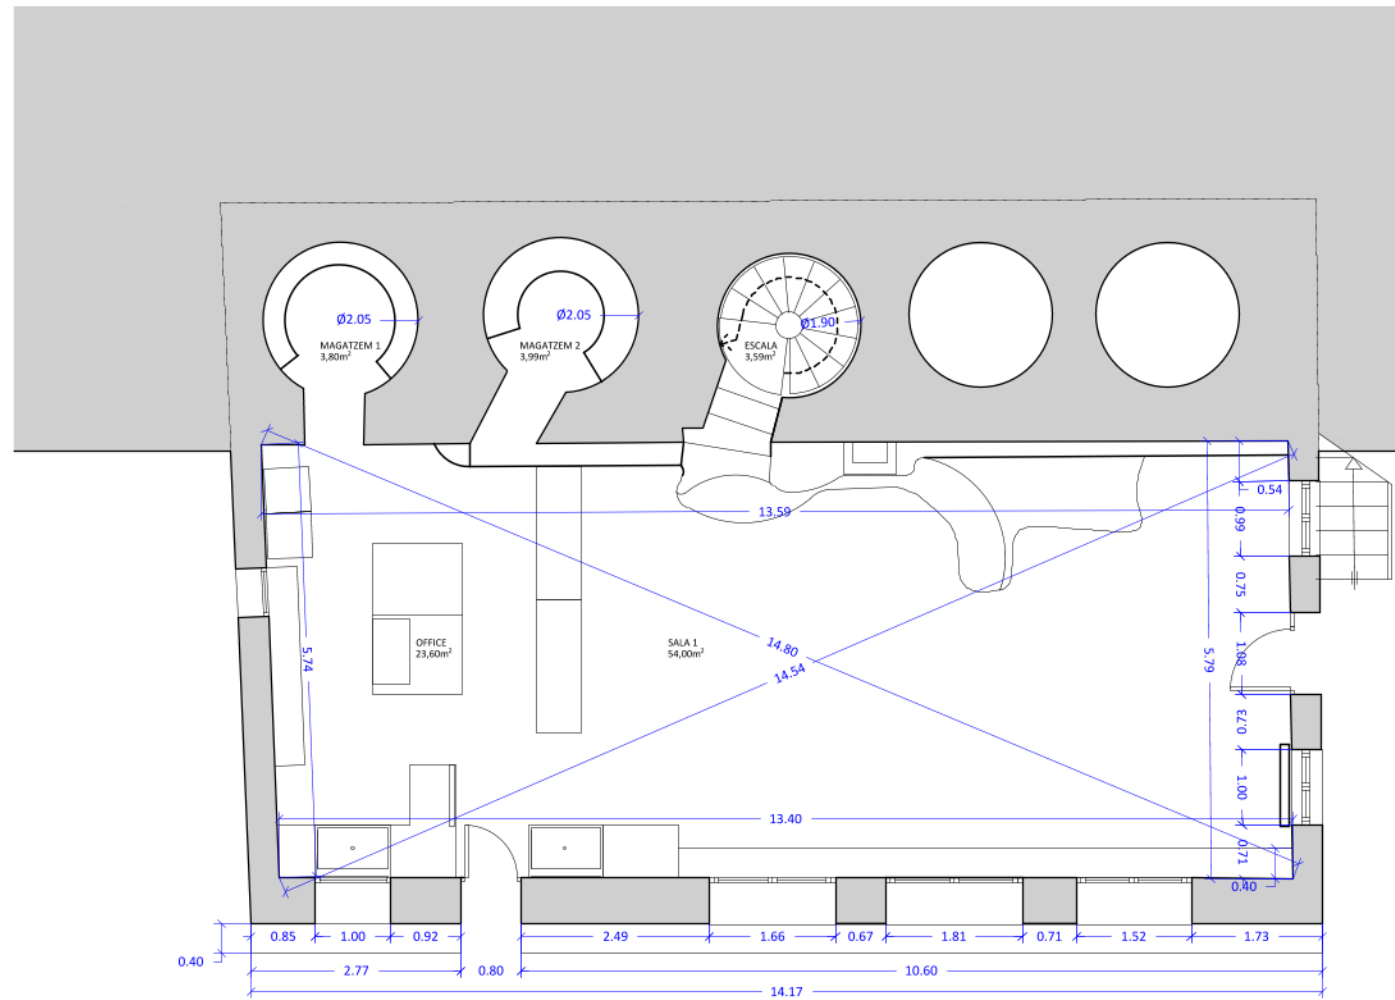 Ø2.05
Ø2.05
Ø1.90
MAGATZEM 1
3,80m²
MAGATZEM 2
3,99m²
ESCALA
3,59m²
13.59
0.54
0.99
0.75
1.08
5.79
0.73
1.00
0.71
0.40
5.74
OFFICE
23,60m²
SALA 1
54,00m²
14.80
14.54
13.40
0.85
1.00
0.92
2.49
1.66
0.67
1.81
0.71
1.52
1.73
0.40
2.77
0.80
10.60
14.17